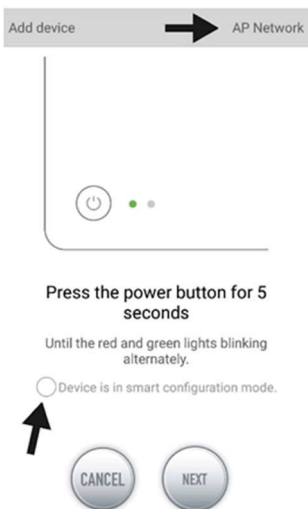 Add device AP Network
Press the power button for 5
seconds
Until the red and green lights blinking
alternately.
Device is in smart configuration mode.
CANCEL NEXT